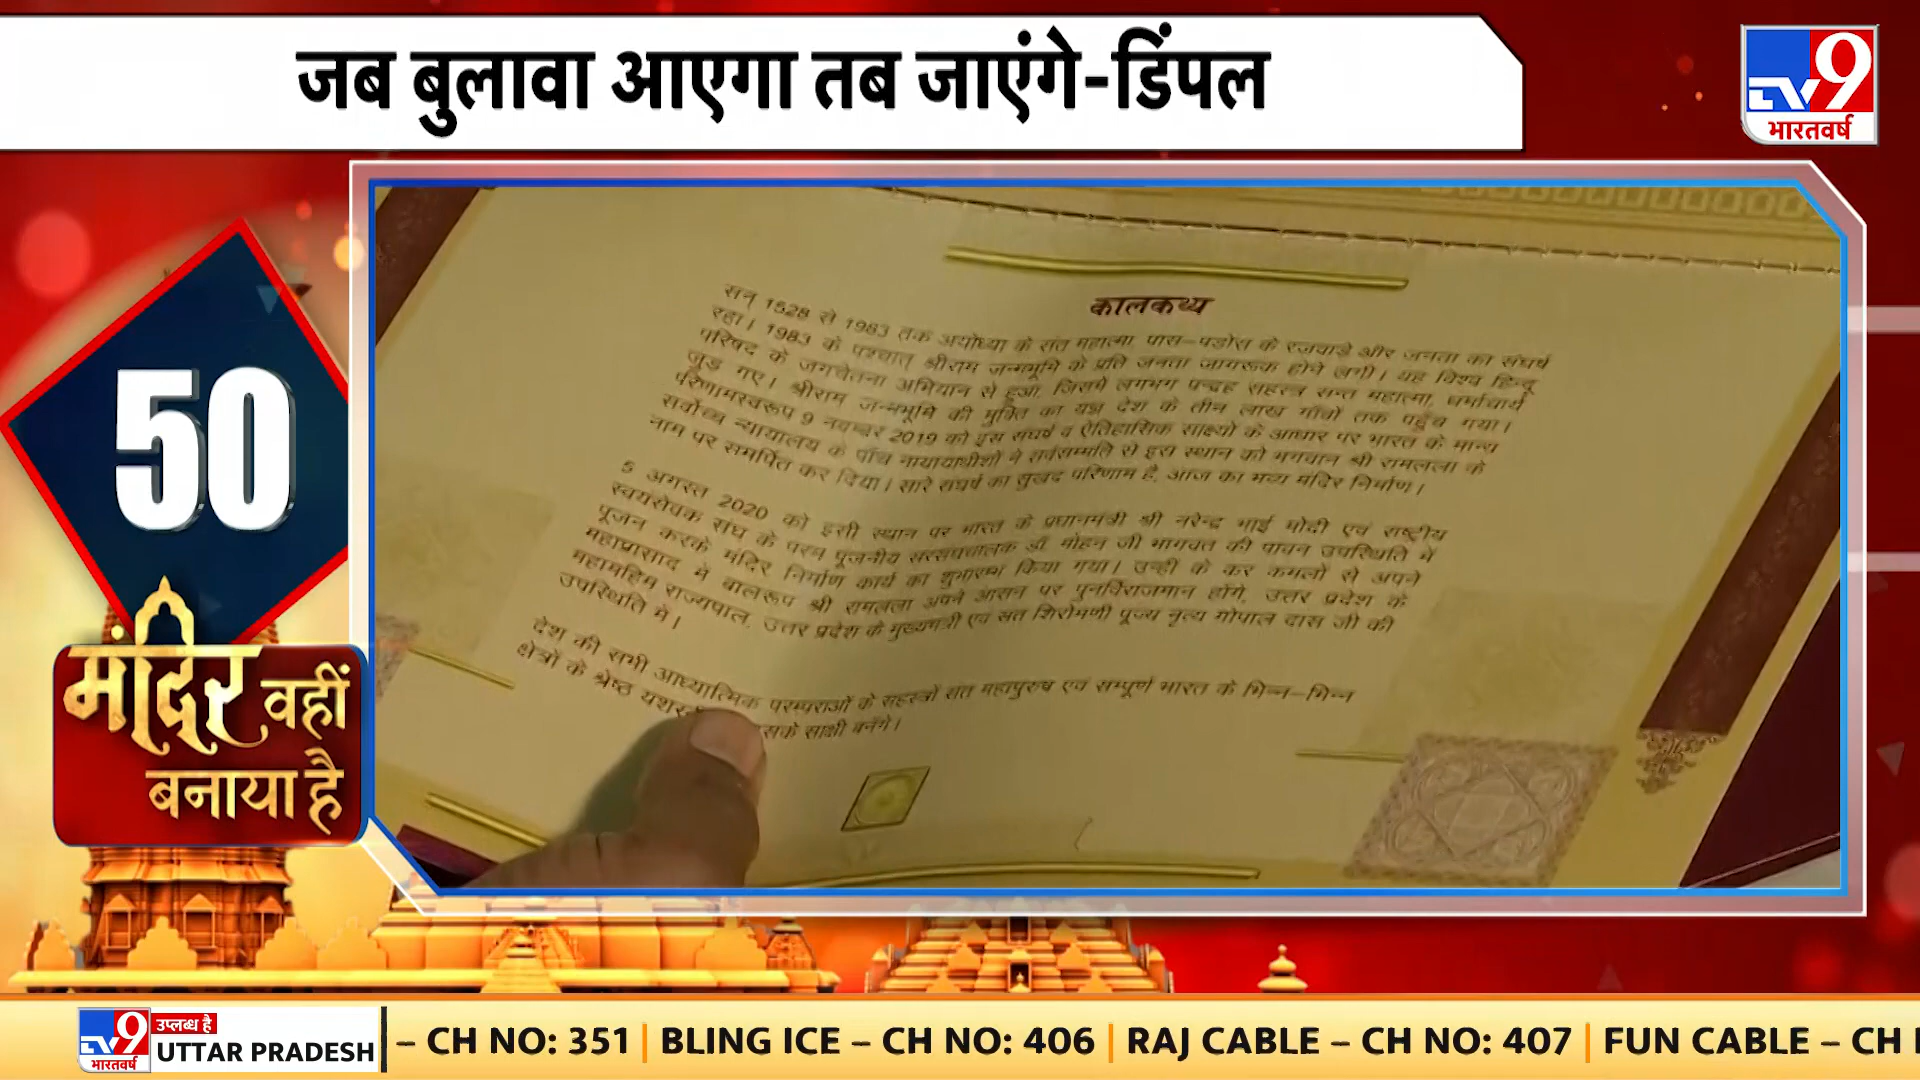 जब बुलावा आएगा तब जाएंगे-डिंपल
TV9
भारतवर्ष
50
मंदिर वहीं
बनाया है
कालकथ्य
सन् 1528 से 1983 तक अयोध्या के संत महात्मा पास-पडोस के रजवाड़े और जनता का संघर्ष
रहा। 1983 के पश्चात् श्रीराम जन्मभूमि के प्रति जनता जागरूक होने लगी। यह विश्व हिन्दू
परिषद के जगचेतना अभियान से हुआ, जिसमें लगभग पन्द्रह सहस्त्र सन्त महात्मा, धर्माचार्य
जुड़ गए। श्रीराम जन्मभूमि की मुक्ति का यज्ञ देश के तीन लाख गाँवों तक पहुँच गया।
परिणामस्वरूप 9 नवम्बर 2019 को इस संघर्ष व ऐतिहासिक साक्ष्यों के आधार पर भारत के मान्य
सर्वोच्च न्यायालय के पाँच न्यायाधीशों ने सर्वसम्मति से इस स्थान को भगवान श्री रामलला के
नाम पर समर्पित कर दिया। सारे संघर्ष का सुखद परिणाम है, आज का भव्य मंदिर निर्माण।
5 अगस्त 2020 को इसी स्थान पर भारत के प्रधानमंत्री श्री नरेन्द्र भाई मोदी एवं राष्ट्रीय
स्वयंसेवक संघ के परम पूजनीय सरसंघचालक डॉ. मोहन जी भागवत की पावन उपस्थिति में
पूजन करके मंदिर निर्माण कार्य का शुभारम्भ किया गया। उन्हीं के कर कमलों से अपने
महाप्रासाद में बालरूप श्री रामलला अपने आसन पर पुनर्विराजमान होंगे, उत्तर प्रदेश के
महामहिम राज्यपाल, उत्तर प्रदेश के मुख्यमंत्री एवं संत शिरोमणी पूज्य नृत्य गोपाल दास जी की
उपस्थिति में।
देश की सभी आध्यात्मिक परम्पराओं के सहस्त्रों संत महापुरुष एवं सम्पूर्ण भारत के भिन्न-भिन्न
क्षेत्रों के श्रेष्ठ साक्षी बनेंगे।
TV9 उपलब्ध है
भारतवर्ष UTTAR PRADESH – CH NO: 351 | BLING ICE – CH NO: 406 | RAJ CABLE – CH NO: 407 | FUN CABLE – CH